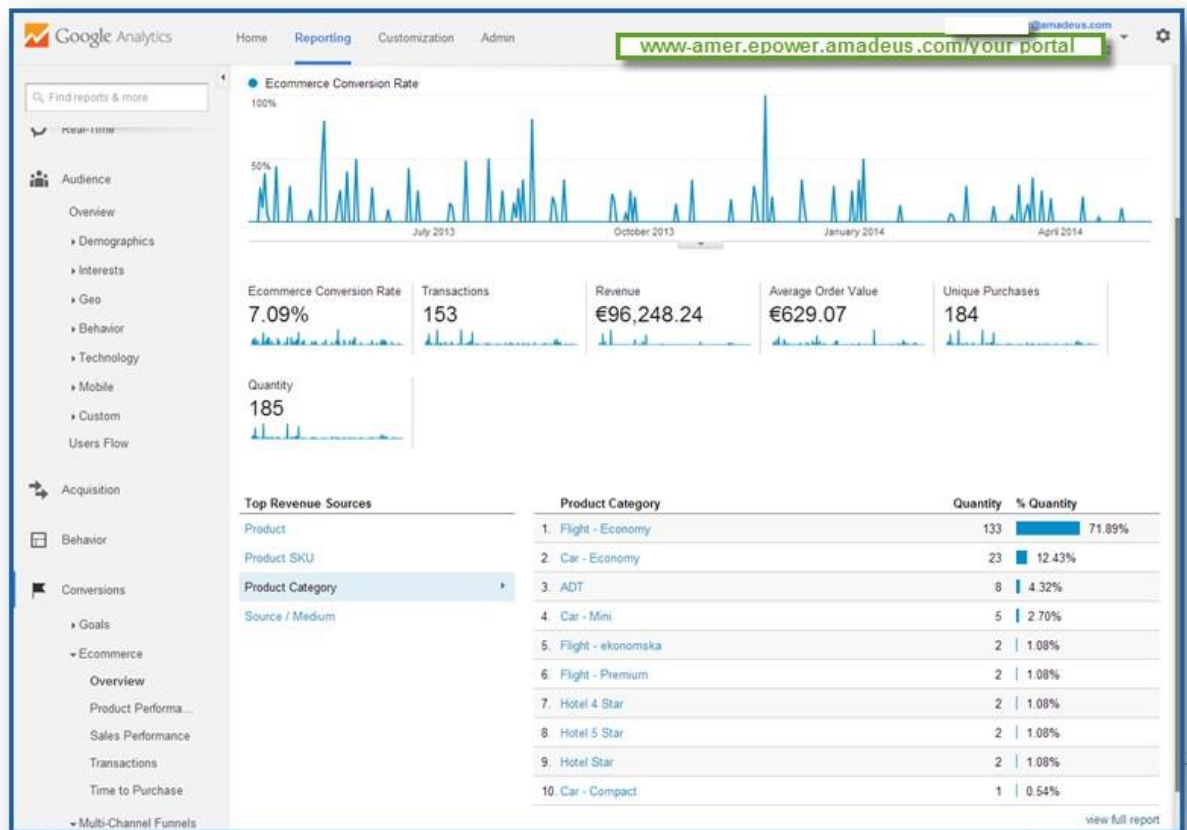 Google Analytics
Home Reporting Customization Admin
@amadeus.com
www-amer.epower.amadeus.com/your portal
Find reports & more
Real-Time
Audience
Overview
Demographics
Interests
Geo
Behavior
Technology
Mobile
Custom
Users Flow
Acquisition
Behavior
Conversions
Goals
Ecommerce
Overview
Product Performa...
Sales Performance
Transactions
Time to Purchase
Multi-Channel Funnels
Ecommerce Conversion Rate
100%
50%
July 2013 October 2013 January 2014 April 2014
Ecommerce Conversion Rate
7.09%
Transactions
153
Revenue
€96,248.24
Average Order Value
€629.07
Unique Purchases
184
Quantity
185
Top Revenue Sources
Product
Product SKU
Product Category
Source / Medium
Product Category Quantity % Quantity
1. Flight - Economy 133 71.89%
2. Car - Economy 23 12.43%
3. ADT 8 4.32%
4. Car - Mini 5 2.70%
5. Flight - ekonomska 2 1.08%
6. Flight - Premium 2 1.08%
7. Hotel 4 Star 2 1.08%
8. Hotel 5 Star 2 1.08%
9. Hotel Star 2 1.08%
10. Car - Compact 1 0.54%
view full report